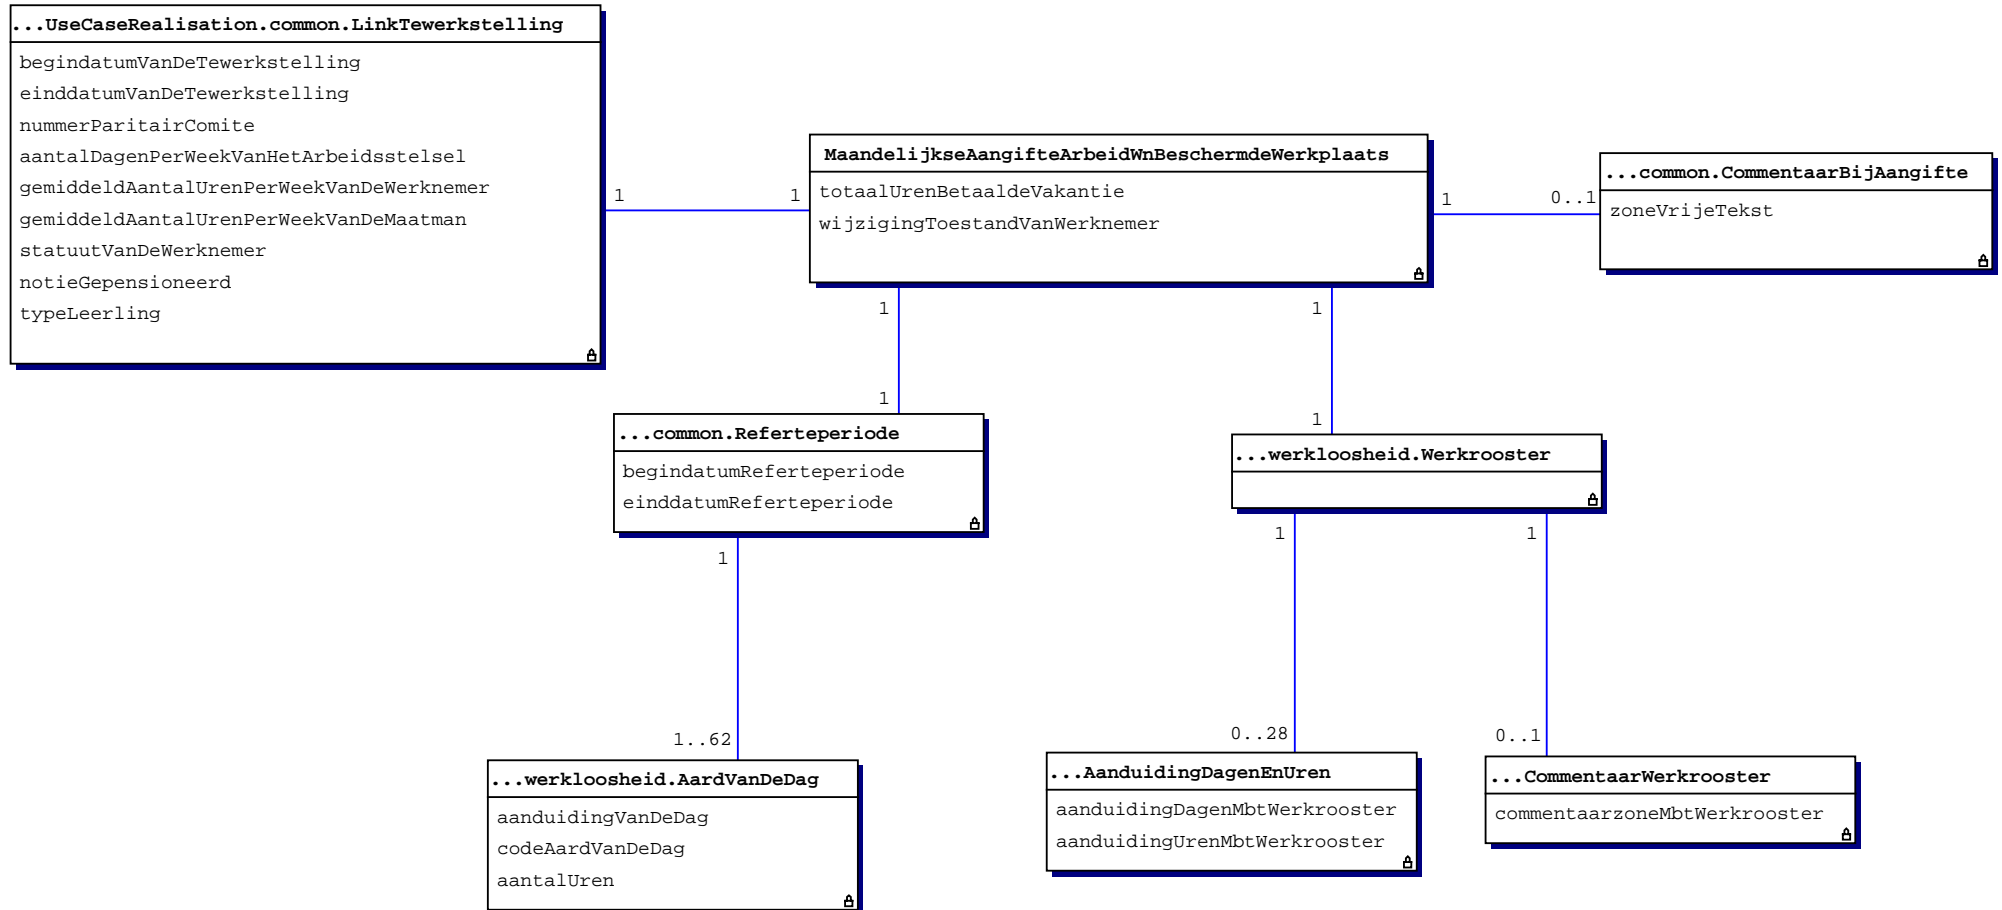 ...UseCaseRealisation.common.LinkTewerkstelling
begindatumVanDeTewerkstelling
einddatumVanDeTewerkstelling
nummerParitairComite
aantalDagenPerWeekVanHetArbeidsstelsel
gemiddeldAantalUrenPerWeekVanDeWerknemer
gemiddeldAantalUrenPerWeekVanDeMaatman
statuutVanDeWerknemer
notieGepensioneerd
typeLeerling
1
1
MaandelijkseAangifteArbeidWnBeschermdeWerkplaats
totaalUrenBetaaldeVakantie
wijzigingToestandVanWerknemer
1
0..1
...common.CommentaarBijAangifte
zoneVrijeTekst
1
1
1
1
...common.Referteperiode
begindatumReferteperiode
einddatumReferteperiode
...werkloosheid.Werkrooster
1
1
1
1..62
0..28
0..1
...werkloosheid.AardVanDeDag
aanduidingVanDeDag
codeAardVanDeDag
aantalUren
...AanduidingDagenEnUren
aanduidingDagenMbtWerkrooster
aanduidingUrenMbtWerkrooster
...CommentaarWerkrooster
commentaarzoneMbtWerkrooster